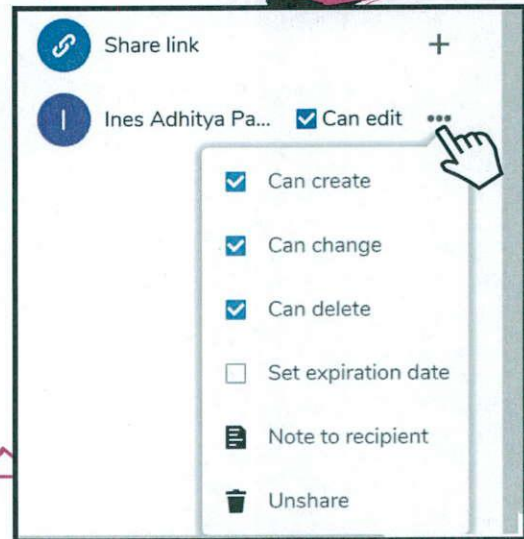 Share link +
I Ines Adhitya Pa... Can edit
Can create
Can change
Can delete
Set expiration date
Note to recipient
Unshare